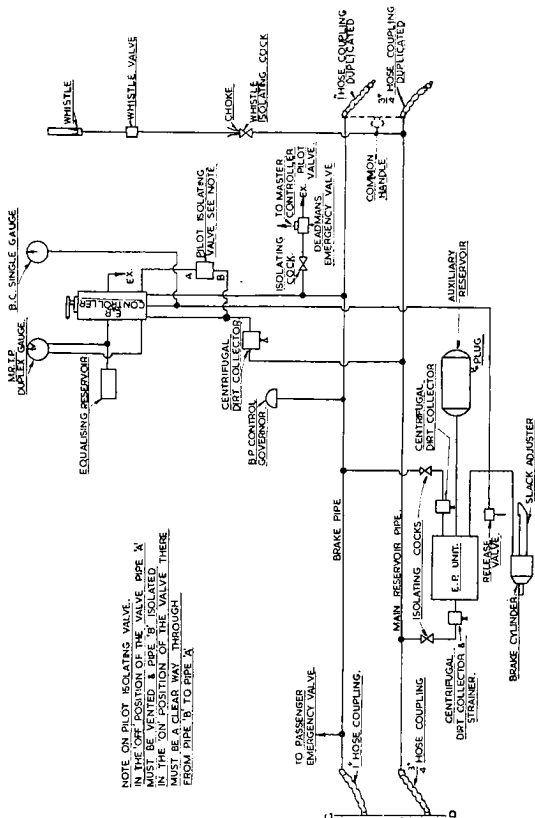 WHISTLE
WHISTLE VALVE
CHOKE
WHISTLE
ISOLATING COCK
B.C. SINGLE GAUGE
M.R.T.P
DUPLEX GAUGE
EQUALISING RESERVOIR
CONTROLLER
EX.
A
B
PILOT ISOLATING
VALVE SEE NOTE
ISOLATING
COCK
TO MASTER
CONTROLLER
EX. PILOT
VALVE.
DEADMANS
EMERGENCY VALVE
CENTRIFUGAL
DIRT COLLECTOR
B.P CONTROL
GOVERNOR
NOTE ON PILOT ISOLATING VALVE.
IN THE 'OFF' POSITION OF THE VALVE PIPE 'A'
MUST BE VENTED & PIPE 'B' ISOLATED
IN THE 'ON' POSITION OF THE VALVE THERE
MUST BE A CLEAR WAY THROUGH
FROM PIPE 'B' TO PIPE 'A'
TO PASSENGER
EMERGENCY VALVE.
1" HOSE COUPLING.
BRAKE PIPE
1" HOSE COUPLING
DUPLICATED
3/4" HOSE COUPLING
DUPLICATED
COMMON
HANDLE
3/4" HOSE COUPLING
MAIN RESERVOIR PIPE.
ISOLATING COCKS
CENTRIFUGAL
DIRT COLLECTOR
AUXILIARY
RESERVOIR
PLUG
E.P. UNIT.
CENTRIFUGAL
DIRT COLLECTOR &
STRAINER.
RELEASE
VALVE.
BRAKE CYLINDER
SLACK ADJUSTER